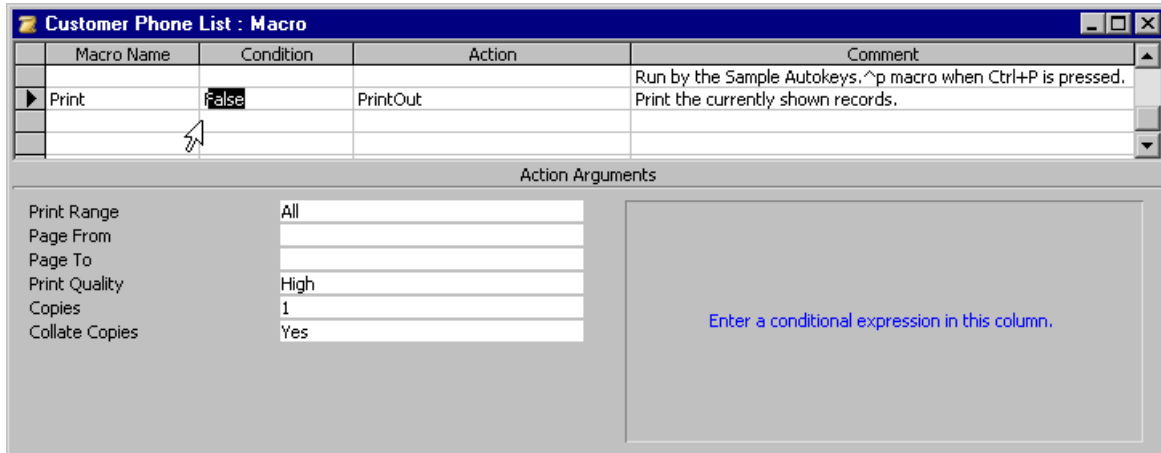 Customer Phone List : Macro
Macro Name Condition Action Comment
Run by the Sample Autokeys.^p macro when Ctrl+P is pressed.
Print False PrintOut Print the currently shown records.
Action Arguments
Print Range All
Page From
Page To
Print Quality High
Copies 1
Collate Copies Yes
Enter a conditional expression in this column.